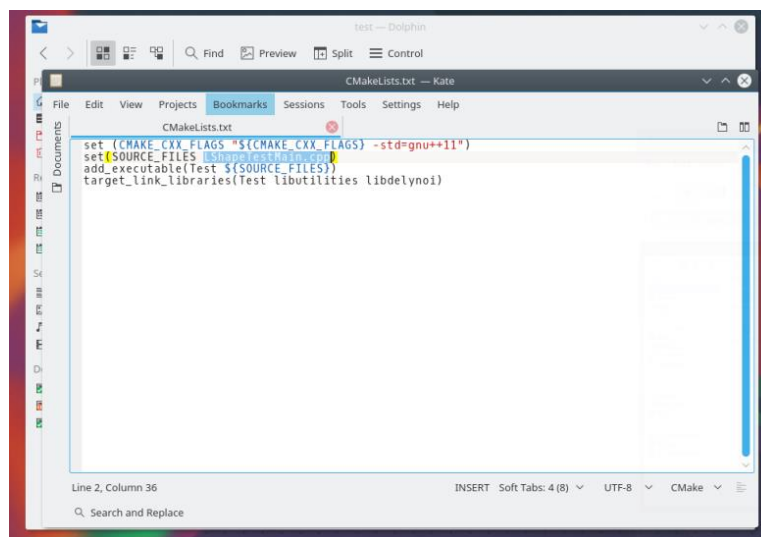 test — Dolphin
Find Preview Split Control
CMakeLists.txt — Kate
File Edit View Projects Bookmarks Sessions Tools Settings Help
CMakeLists.txt
Documents
set (CMAKE_CXX_FLAGS "${CMAKE_CXX_FLAGS} -std=gnu++11")
set(SOURCE_FILES LShapeTestMain.cpp)
add_executable(Test ${SOURCE_FILES})
target_link_libraries(Test libutilities libdelynoi)
Line 2, Column 36 INSERT Soft Tabs: 4 (8) UTF-8 CMake
Search and Replace